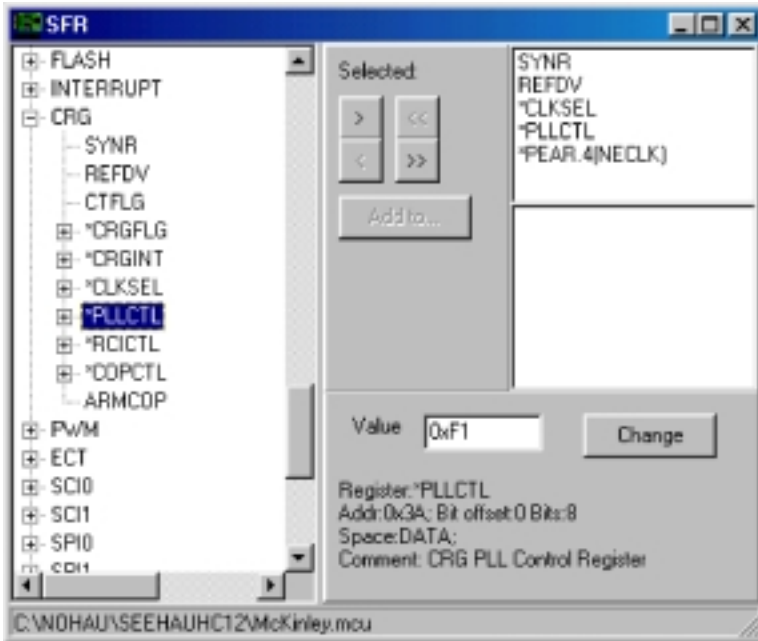 SFR
FLASH
INTERRUPT
CRG
SYNR
REFDV
CTFLG
*CRGFLG
*CRGINT
*CLKSEL
*PLLCTL
*RCICTL
*COPCTL
ARMCOP
PWM
ECT
SCI0
SCI1
SPI0
SPI1
Selected:
>
<<
<
>>
Add to...
SYNR
REFDV
*CLKSEL
*PLLCTL
*PEAR.4(NECLK)
Value
0xF1
Change
Register:*PLLCTL
Addr:0x3A; Bit offset:0 Bits:8
Space:DATA;
Comment: CRG PLL Control Register
C:\NOHAU\SEEHAUHC12\McKinley.mcu